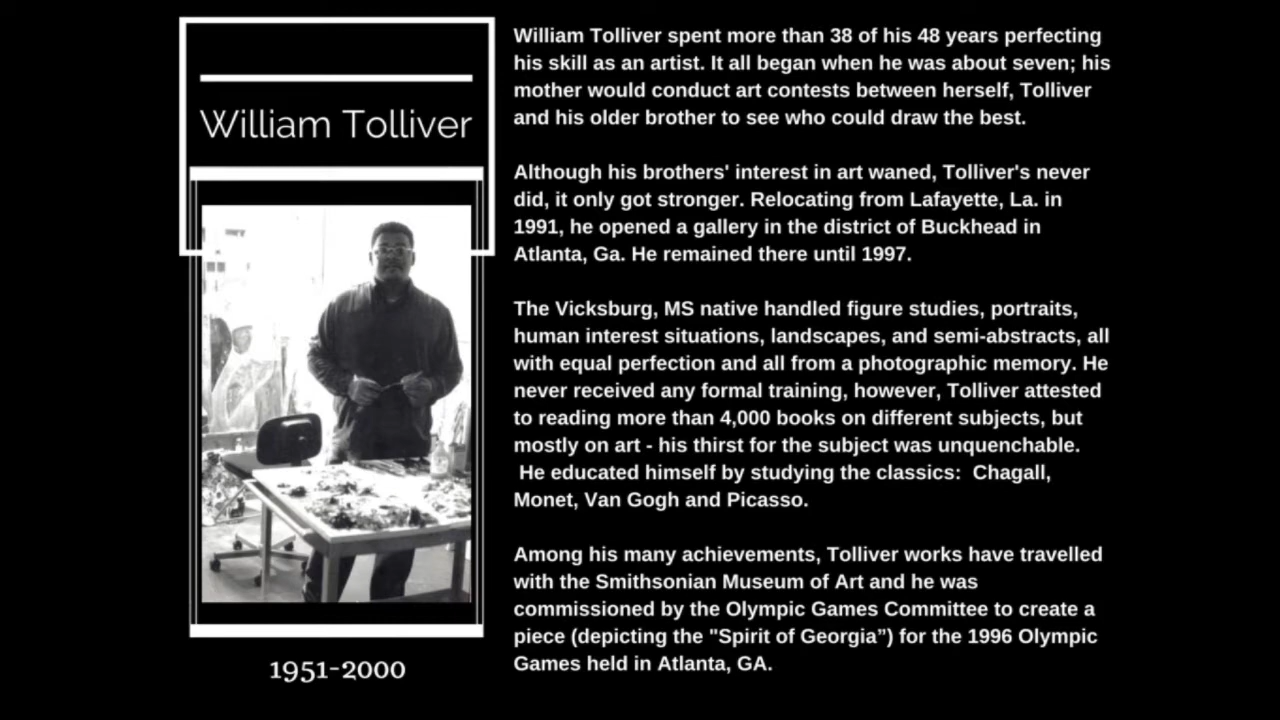 William Tolliver
1951-2000
William Tolliver spent more than 38 of his 48 years perfecting
his skill as an artist. It all began when he was about seven; his
mother would conduct art contests between herself, Tolliver
and his older brother to see who could draw the best.
Although his brothers' interest in art waned, Tolliver's never
did, it only got stronger. Relocating from Lafayette, La. in
1991, he opened a gallery in the district of Buckhead in
Atlanta, Ga. He remained there until 1997.
The Vicksburg, MS native handled figure studies, portraits,
human interest situations, landscapes, and semi-abstracts, all
with equal perfection and all from a photographic memory. He
never received any formal training, however, Tolliver attested
to reading more than 4,000 books on different subjects, but
mostly on art - his thirst for the subject was unquenchable.
He educated himself by studying the classics:  Chagall,
Monet, Van Gogh and Picasso.
Among his many achievements, Tolliver works have travelled
with the Smithsonian Museum of Art and he was
commissioned by the Olympic Games Committee to create a
piece (depicting the "Spirit of Georgia”) for the 1996 Olympic
Games held in Atlanta, GA.